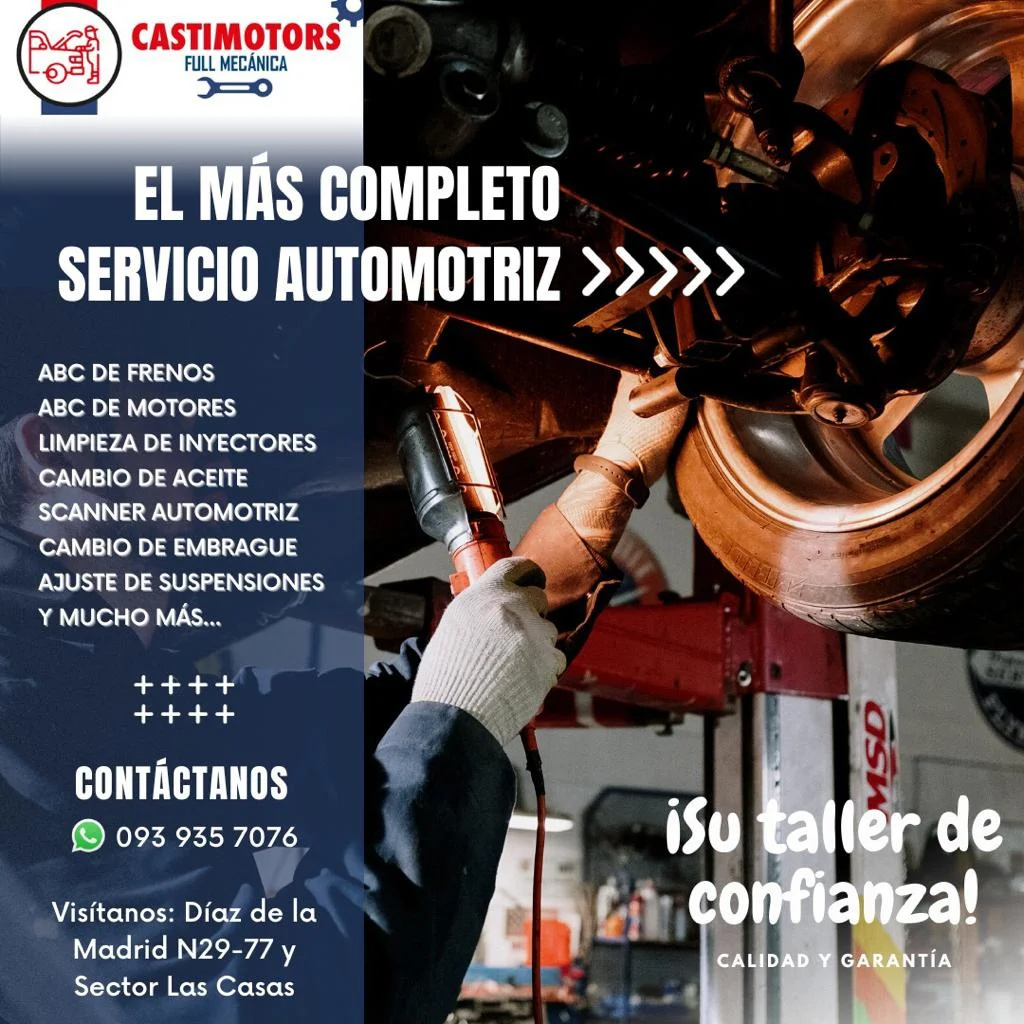 CASTIMOTORS
FULL MECÁNICA
EL MÁS COMPLETO
SERVICIO AUTOMOTRIZ >>>>>
ABC DE FRENOS
ABC DE MOTORES
LIMPIEZA DE INYECTORES
CAMBIO DE ACEITE
SCANNER AUTOMOTRIZ
CAMBIO DE EMBRAGUE
AJUSTE DE SUSPENSIONES
Y MUCHO MÁS...
++++
++++
CONTÁCTANOS
093 935 7076
Visítanos: Díaz de la
Madrid N29-77 y
Sector Las Casas
MSD
¡Su taller de
confianza!
CALIDAD Y GARANTÍA